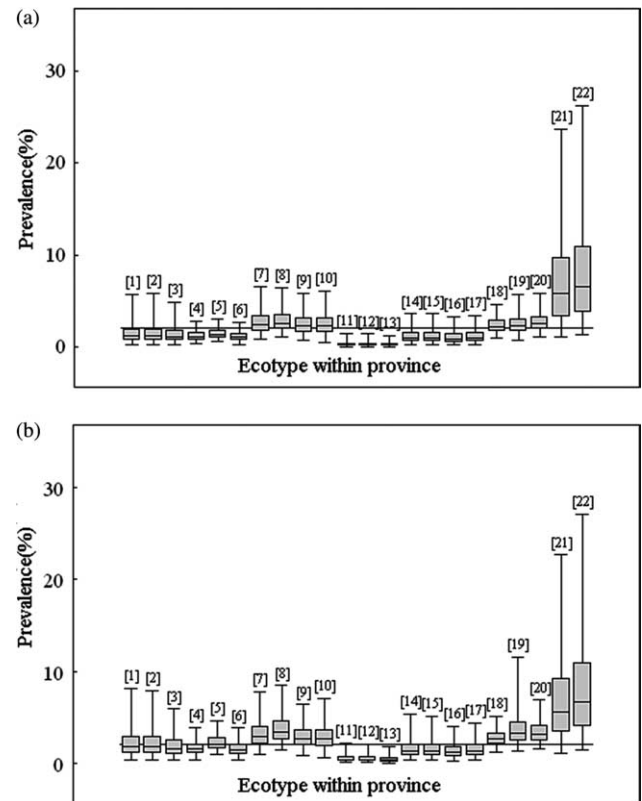 (a)
30
20
10
0
Prevalence(%)
[1] [2] [3] [4] [5] [6] [7] [8] [9] [10] [11] [12] [13] [14] [15] [16] [17] [18] [19] [20] [21] [22]
Ecotype within province
(b)
30
20
10
0
Prevalence(%)
[1] [2] [3] [4] [5] [6] [7] [8] [9] [10] [11] [12] [13] [14] [15] [16] [17] [18] [19] [20] [21] [22]
Ecotype within province